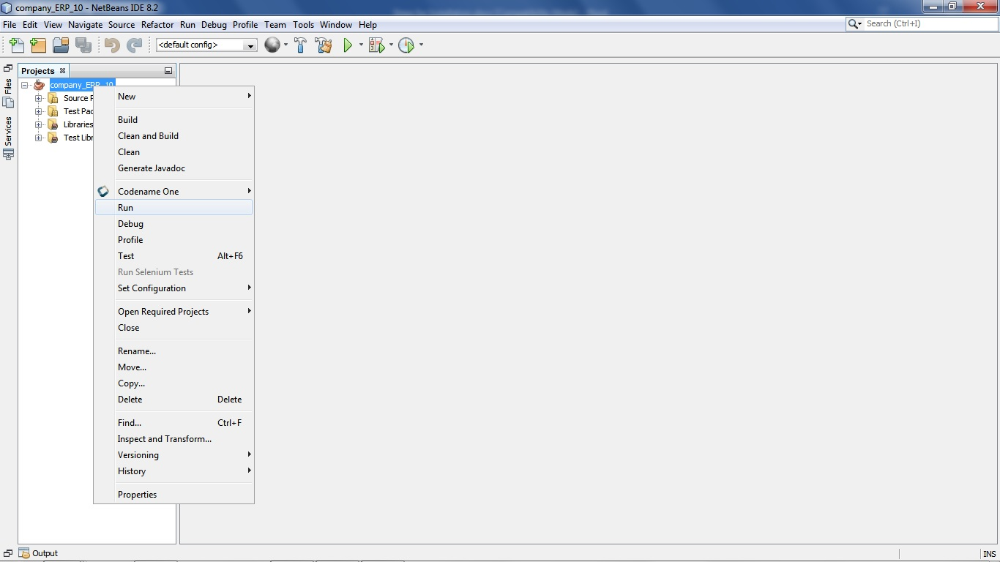 company_ERP_10 - NetBeans IDE 8.2
File Edit View Navigate Source Refactor Run Debug Profile Team Tools Window Help
Search (Ctrl+I)
<default config>
Projects
Files
Services
company_ERP_10
Source P
Test Pac
Libraries
Test Libr
New
Build
Clean and Build
Clean
Generate Javadoc
Codename One
Run
Debug
Profile
Test Alt+F6
Run Selenium Tests
Set Configuration
Open Required Projects
Close
Rename...
Move...
Copy...
Delete Delete
Find... Ctrl+F
Inspect and Transform...
Versioning
History
Properties
Output
INS